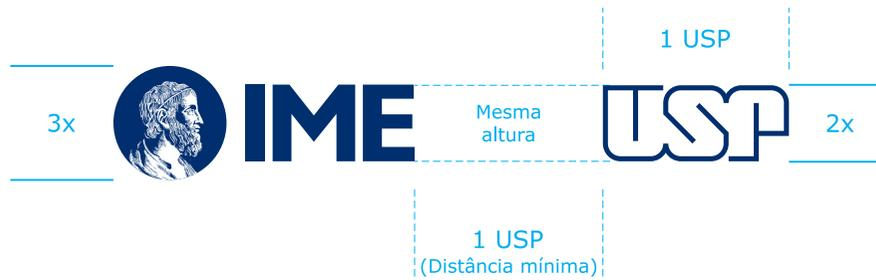 1 USP
3x
IME
Mesma
altura
USP
2x
1 USP
(Distância mínima)